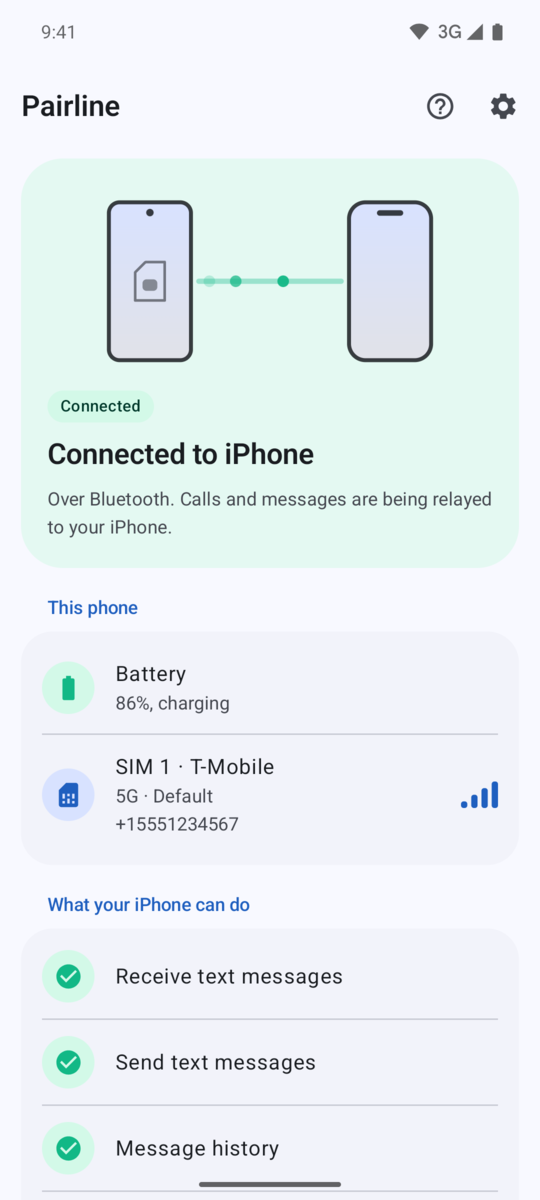 9:41
3G
Pairline
Connected
Connected to iPhone
Over Bluetooth. Calls and messages are being relayed
to your iPhone.
This phone
Battery
86%, charging
SIM 1 · T-Mobile
5G · Default
+15551234567
What your iPhone can do
Receive text messages
Send text messages
Message history